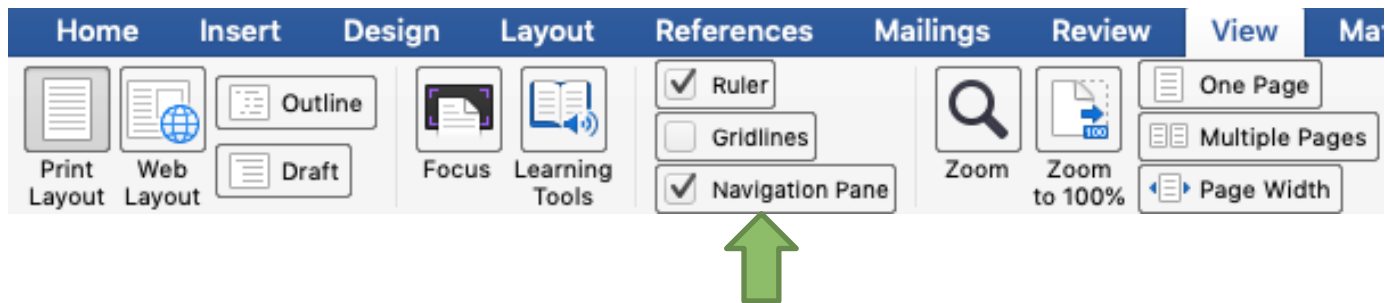 Home Insert Design Layout References Mailings Review View Ma
Print
Layout
Web
Layout
Outline
Draft
Focus
Learning
Tools
Ruler
Gridlines
Navigation Pane
Zoom
Zoom
to 100%
100
One Page
Multiple Pages
Page Width